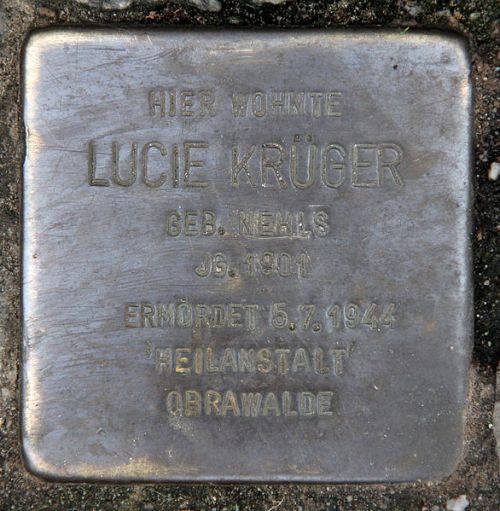 HIER WOHNTE
LUCIE KRÜGER
GEB. NEHLS
JG. 1901
ERMORDET 5.7.1944
'HEILANSTALT'
OBRAWALDE